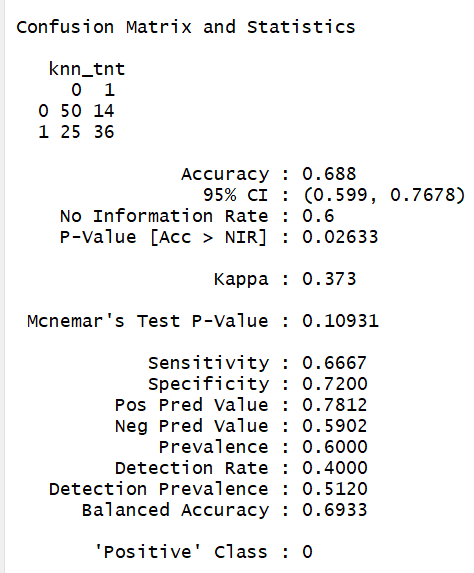 Confusion Matrix and Statistics
knn_tnt
0 1
0 50 14
1 25 36
Accuracy : 0.688
95% CI : (0.599, 0.7678)
No Information Rate : 0.6
P-Value [Acc > NIR] : 0.02633
Kappa : 0.373
Mcnemar's Test P-Value : 0.10931
Sensitivity : 0.6667
Specificity : 0.7200
Pos Pred Value : 0.7812
Neg Pred Value : 0.5902
Prevalence : 0.6000
Detection Rate : 0.4000
Detection Prevalence : 0.5120
Balanced Accuracy : 0.6933
'Positive' Class : 0